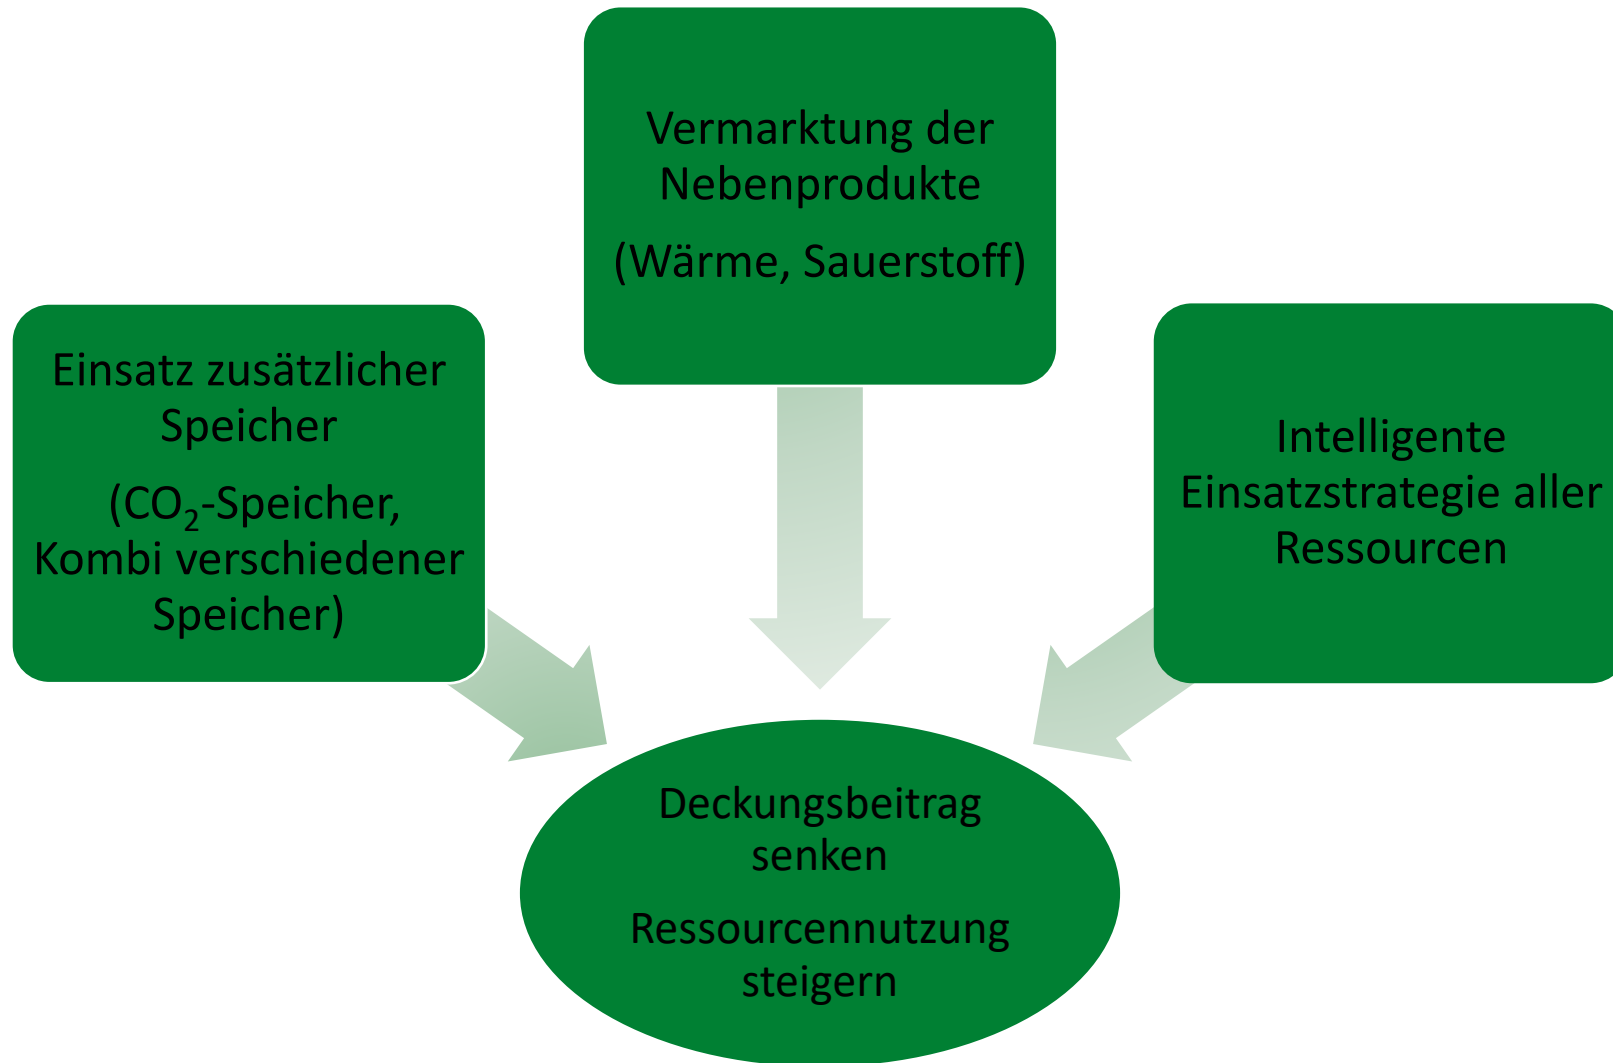 Vermarktung der
Nebenprodukte
(Wärme, Sauerstoff)
Einsatz zusätzlicher
Speicher
(CO₂-Speicher,
Kombi verschiedener
Speicher)
Intelligente
Einsatzstrategie aller
Ressourcen
Deckungsbeitrag
senken
Ressourcennutzung
steigern